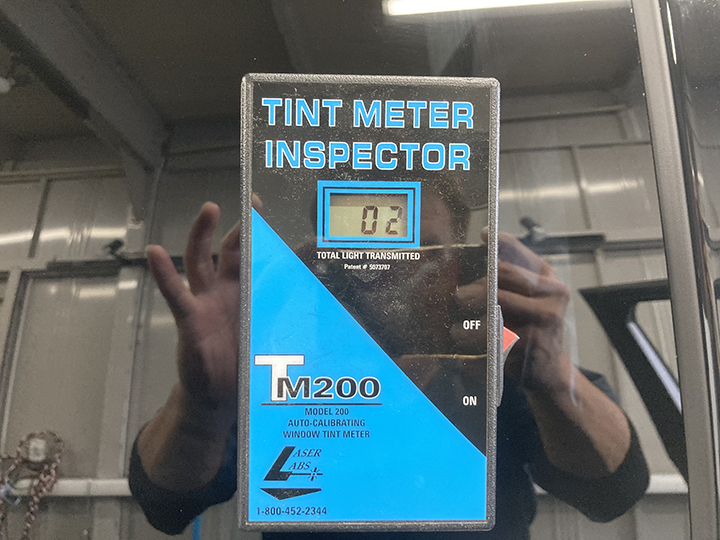 TINT METER
INSPECTOR
02
TOTAL LIGHT TRANSMITTED
Patent # 5073707
OFF
TM200
ON
MODEL 200
AUTO-CALIBRATING
WINDOW TINT METER
LASER
LABS
1-800-452-2344